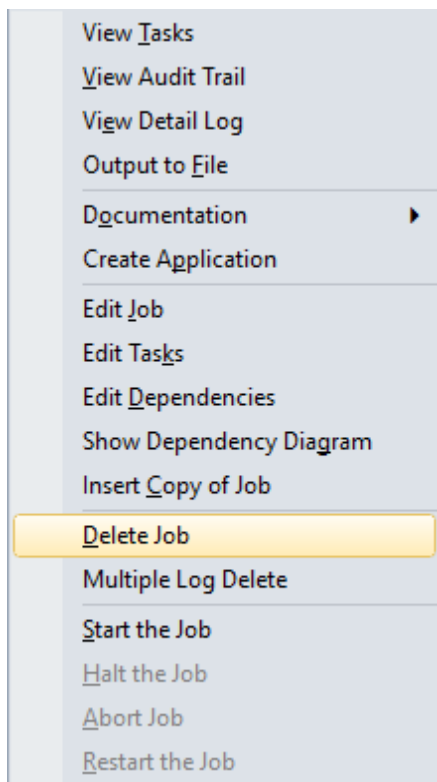 View Tasks
View Audit Trail
View Detail Log
Output to File
Documentation
Create Application
Edit Job
Edit Tasks
Edit Dependencies
Show Dependency Diagram
Insert Copy of Job
Delete Job
Multiple Log Delete
Start the Job
Halt the Job
Abort Job
Restart the Job